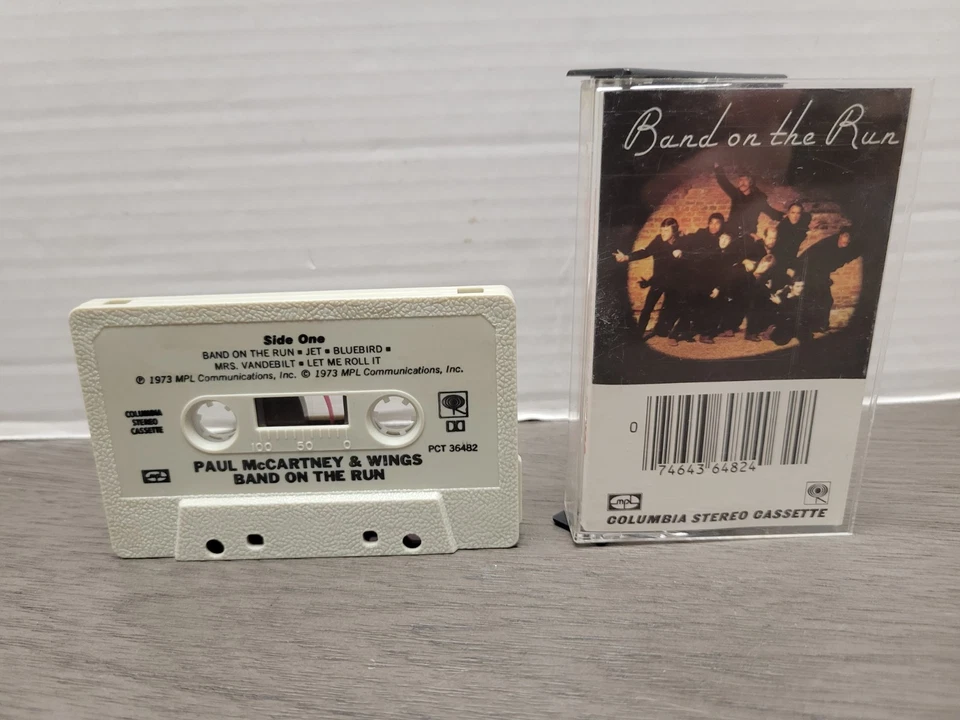 Side One
BAND ON THE RUN ▪ JET ▪ BLUEBIRD ▪
MRS. VANDEBILT ▪ LET ME ROLL IT
℗ 1973 MPL Communications, Inc. © 1973 MPL Communications, Inc.
COLUMBIA
STEREO
CASSETTE
100 50 0
PCT 36482
PAUL McCARTNEY & WINGS
BAND ON THE RUN
Band on the Run
0
74643 64824
mpl
COLUMBIA STEREO CASSETTE